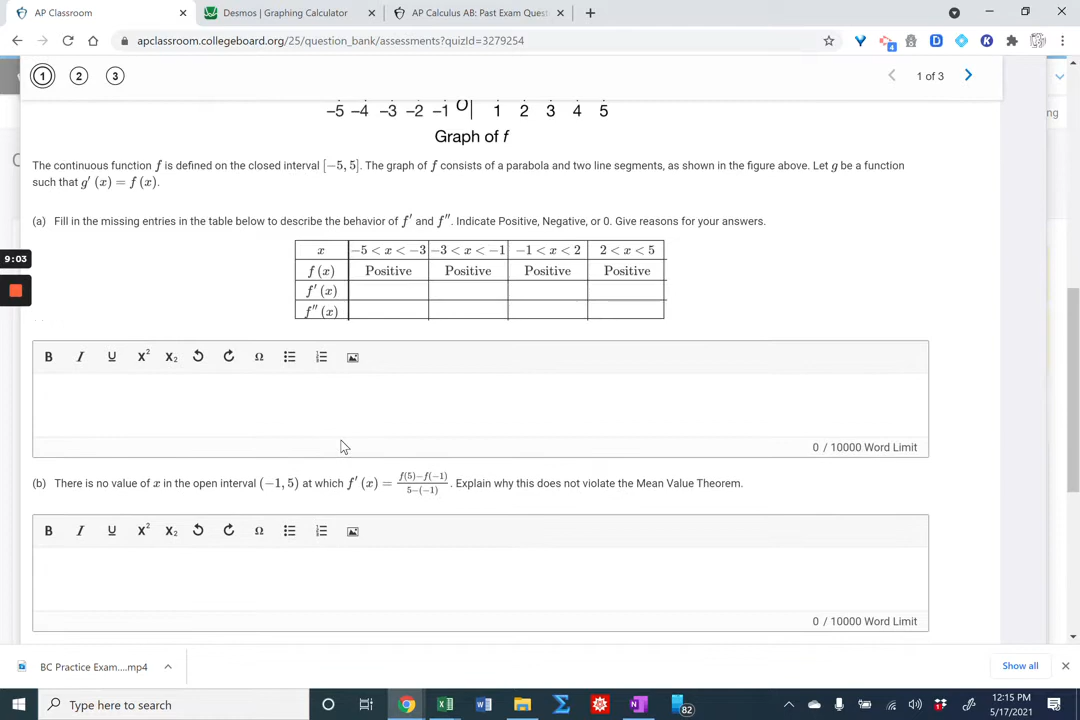 AP Classroom
Desmos | Graphing Calculator
AP Calculus AB: Past Exam Quest
apclassroom.collegeboard.org/25/question_bank/assessments?quizId=3279254
4
1 2 3
1 of 3
-5 -4 -3 -2 -1 O 1 2 3 4 5
ng
Graph of f
The continuous function f is defined on the closed interval [−5, 5]. The graph of f consists of a parabola and two line segments, as shown in the figure above. Let g be a function
such that g′ (x) = f (x).
(a) Fill in the missing entries in the table below to describe the behavior of f′ and f″. Indicate Positive, Negative, or 0. Give reasons for your answers.
x −5 < x < −3 −3 < x < −1 −1 < x < 2 2 < x < 5
9:03
f (x) Positive Positive Positive Positive
f′ (x)
f″ (x)
B I U X² X₂ Ω
0 / 10000 Word Limit
(b) There is no value of x in the open interval (−1, 5) at which f′ (x) = f(5)−f(−1)/5−(−1). Explain why this does not violate the Mean Value Theorem.
B I U X² X₂ Ω
0 / 10000 Word Limit
BC Practice Exam....mp4
Show all
Type here to search
82
12:15 PM
5/17/2021